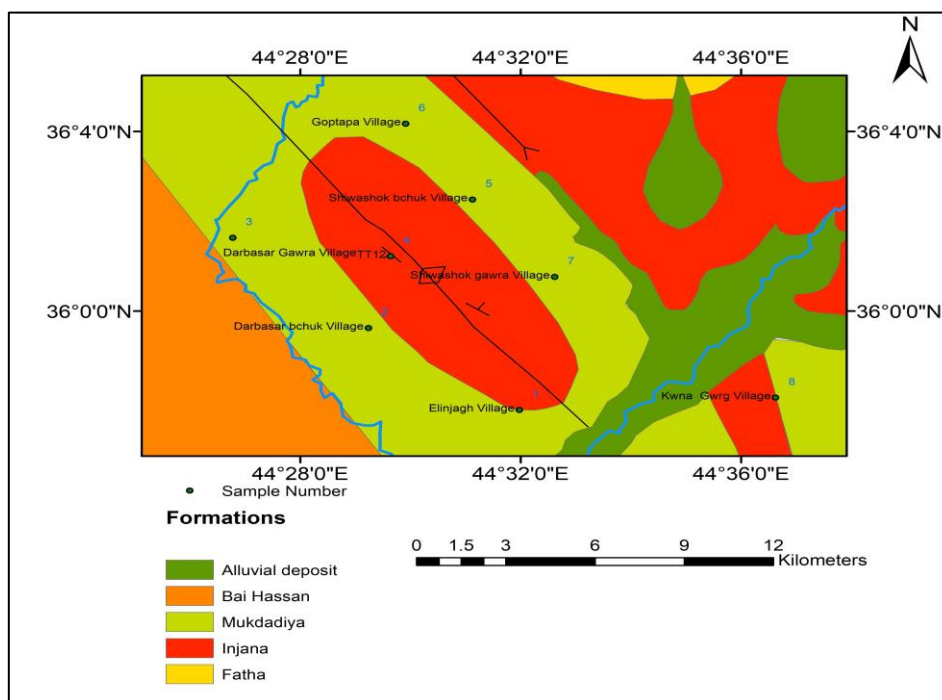 N
44°28'0"E 44°32'0"E 44°36'0"E
36°4'0"N 36°4'0"N
6
Goptapa Village
5
Shiwashok bchuk Village
3
4
Darbasar Gawra Village TT12
7
Shiwashok gawra Village
36°0'0"N 36°0'0"N
2
Darbasar bchuk Village
8
1
Kwna Gwrg Village
Elinjagh Village
44°28'0"E 44°32'0"E 44°36'0"E
Sample Number
Formations
0 1.5 3 6 9 12
Kilometers
Alluvial deposit
Bai Hassan
Mukdadiya
Injana
Fatha